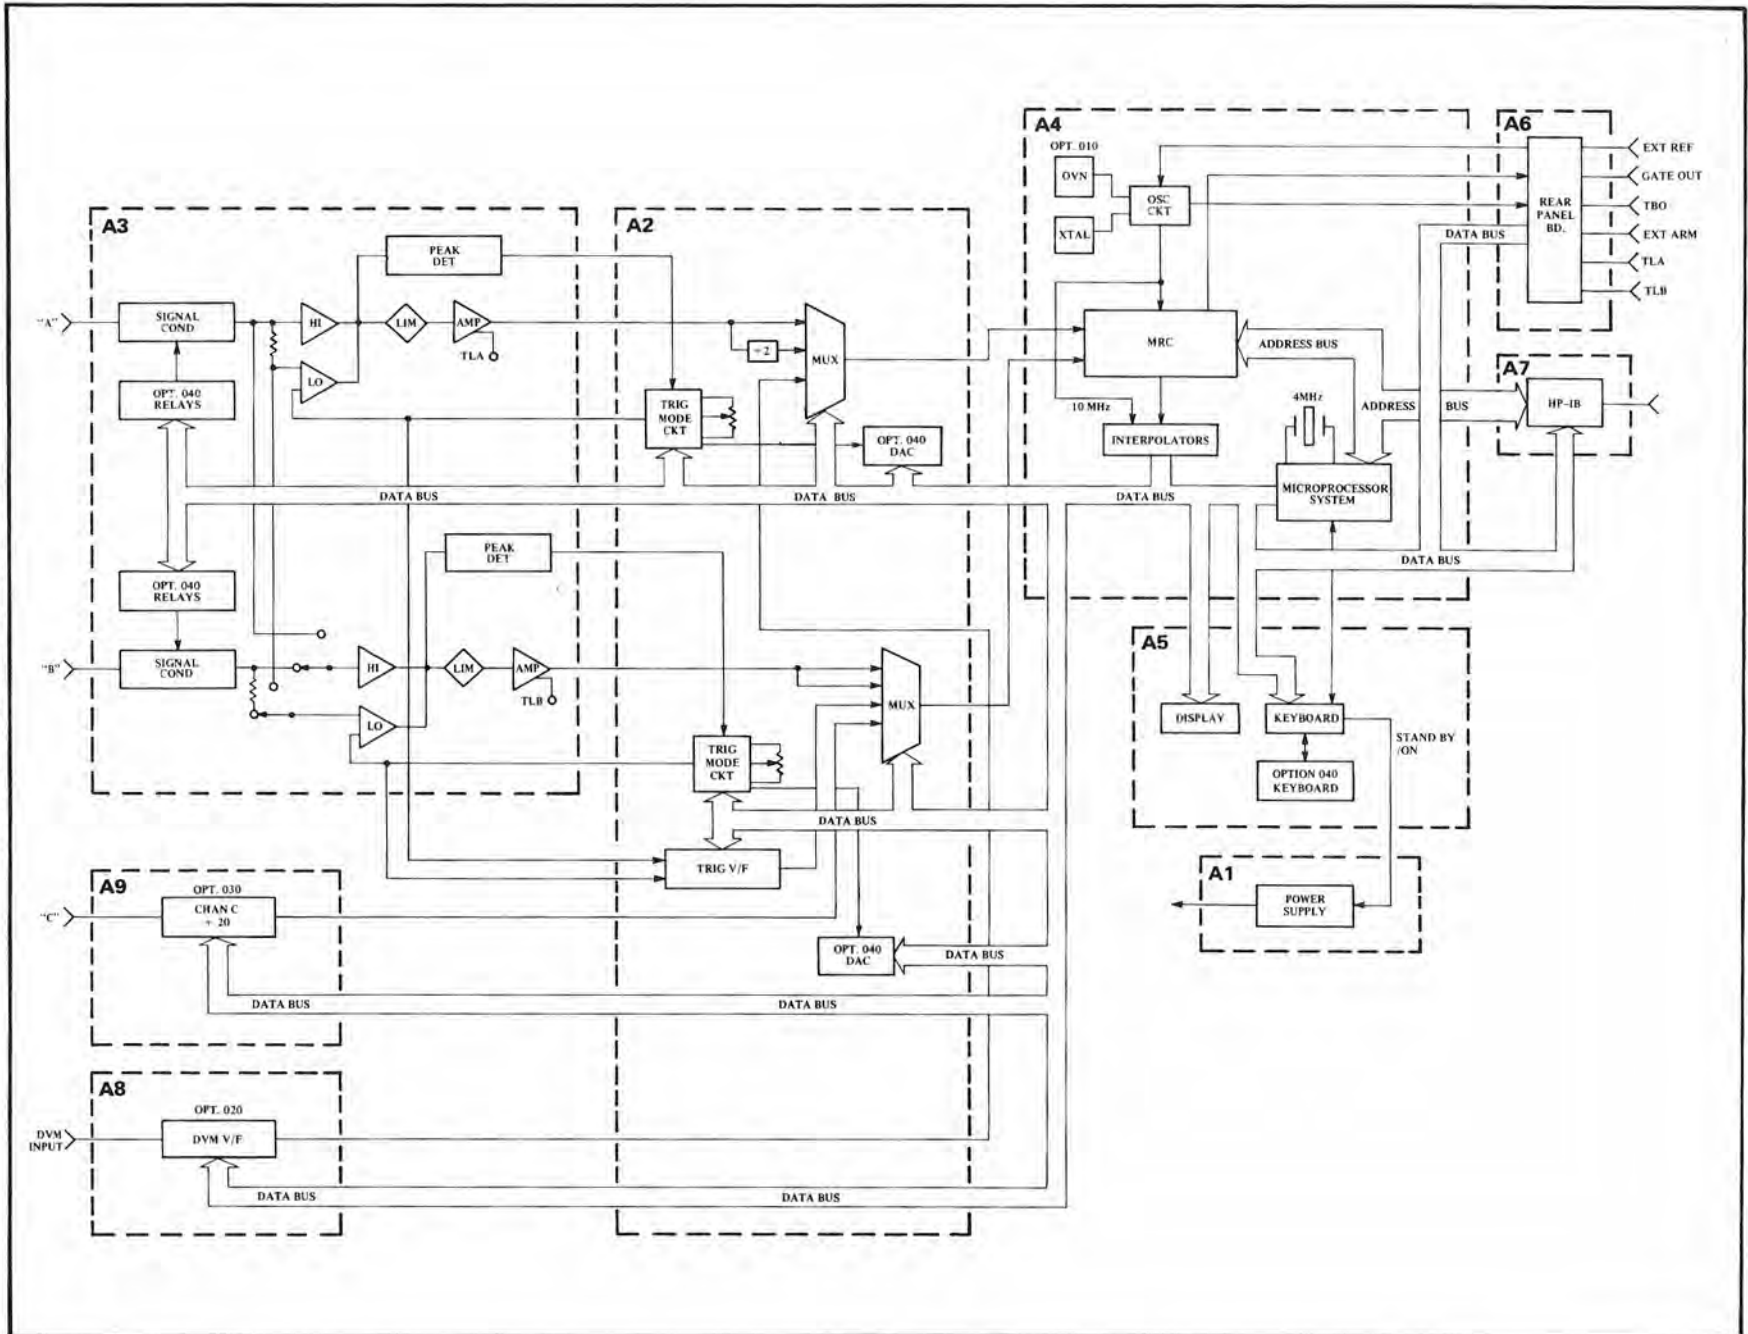 A4
A6
OPT. 010
OVN
XTAL
OSC
CKT
REAR
PANEL
BD.
EXT REF
GATE OUT
TBO
EXT ARM
TLA
TLB
DATA BUS
A3
A2
PEAK
DET
"A"
SIGNAL
COND
HI
LIM
AMP
TLA
LO
OPT. 040
RELAYS
÷2
MUX
TRIG
MODE
CKT
OPT. 040
DAC
MRC
ADDRESS BUS
10 MHz
INTERPOLATORS
4MHz
ADDRESS BUS
A7
HP-IB
MICROPROCESSOR
SYSTEM
DATA BUS
DATA BUS
DATA BUS
DATA BUS
PEAK
DET
OPT. 040
RELAYS
"B"
SIGNAL
COND
HI
LIM
AMP
TLB
LO
MUX
TRIG
MODE
CKT
DATA BUS
TRIG V/F
A5
DISPLAY
KEYBOARD
STAND BY
/ON
OPTION 040
KEYBOARD
A1
POWER
SUPPLY
A9
OPT. 030
"C"
CHAN C
÷ 20
OPT. 040
DAC
DATA BUS
DATA BUS
DATA BUS
A8
OPT. 020
DVM
INPUT
DVM V/F
DATA BUS
DATA BUS